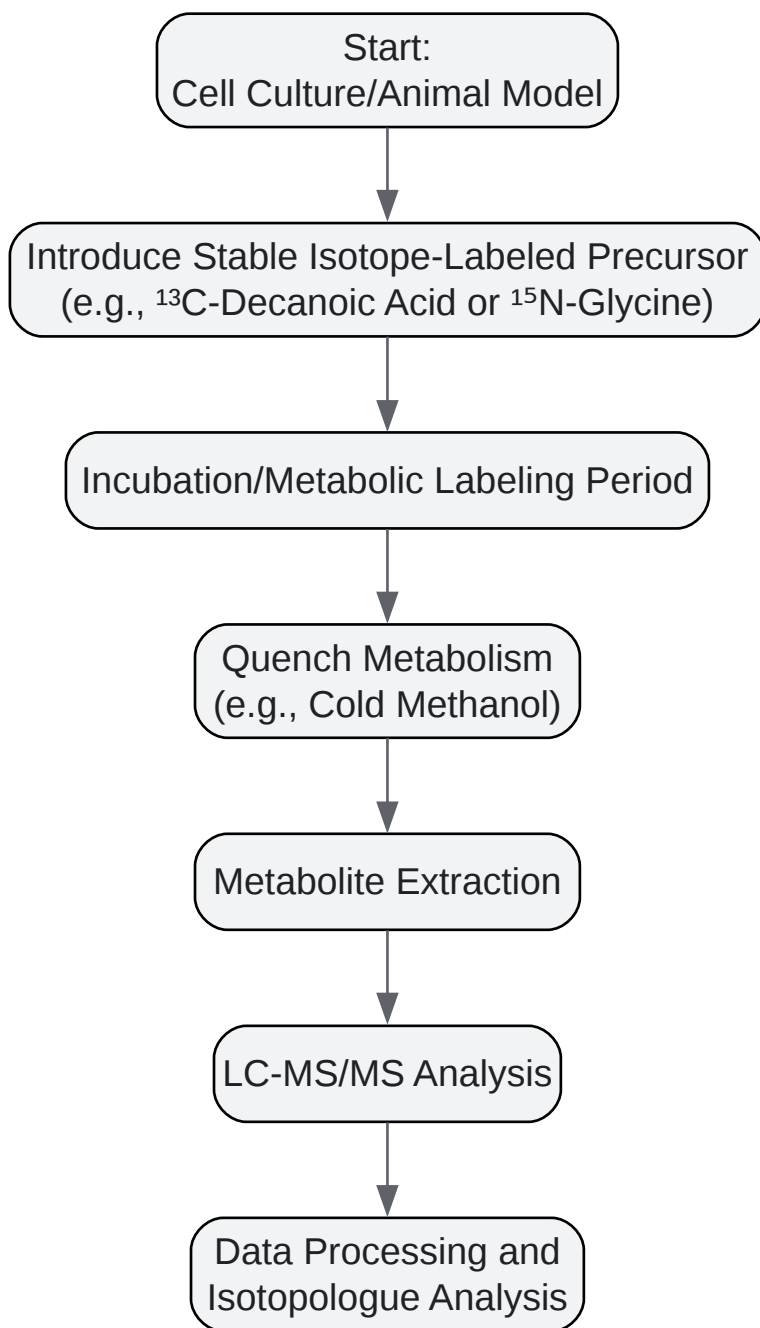 Start:
Cell Culture/Animal Model
Introduce Stable Isotope-Labeled Precursor
(e.g., ¹³C-Decanoic Acid or ¹⁵N-Glycine)
Incubation/Metabolic Labeling Period
Quench Metabolism
(e.g., Cold Methanol)
Metabolite Extraction
LC-MS/MS Analysis
Data Processing and
Isotopologue Analysis